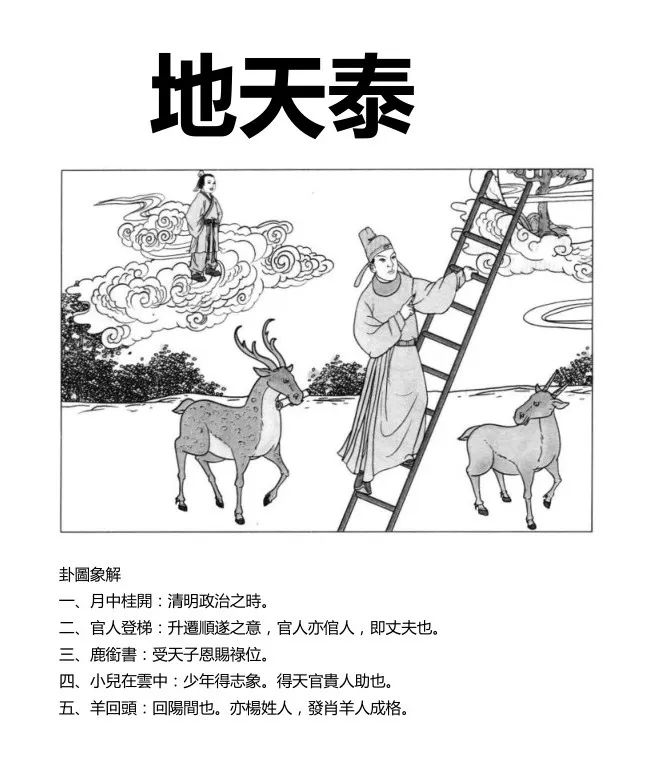 地天泰
卦圖象解
一、月中桂開：清明政治之時。
二、官人登梯：升遷順遂之意，官人亦倌人，即丈夫也。
三、鹿銜書：受天子恩賜祿位。
四、小兒在雲中：少年得志象。得天官貴人助也。
五、羊回頭：回陽間也。亦楊姓人，發肖羊人成格。